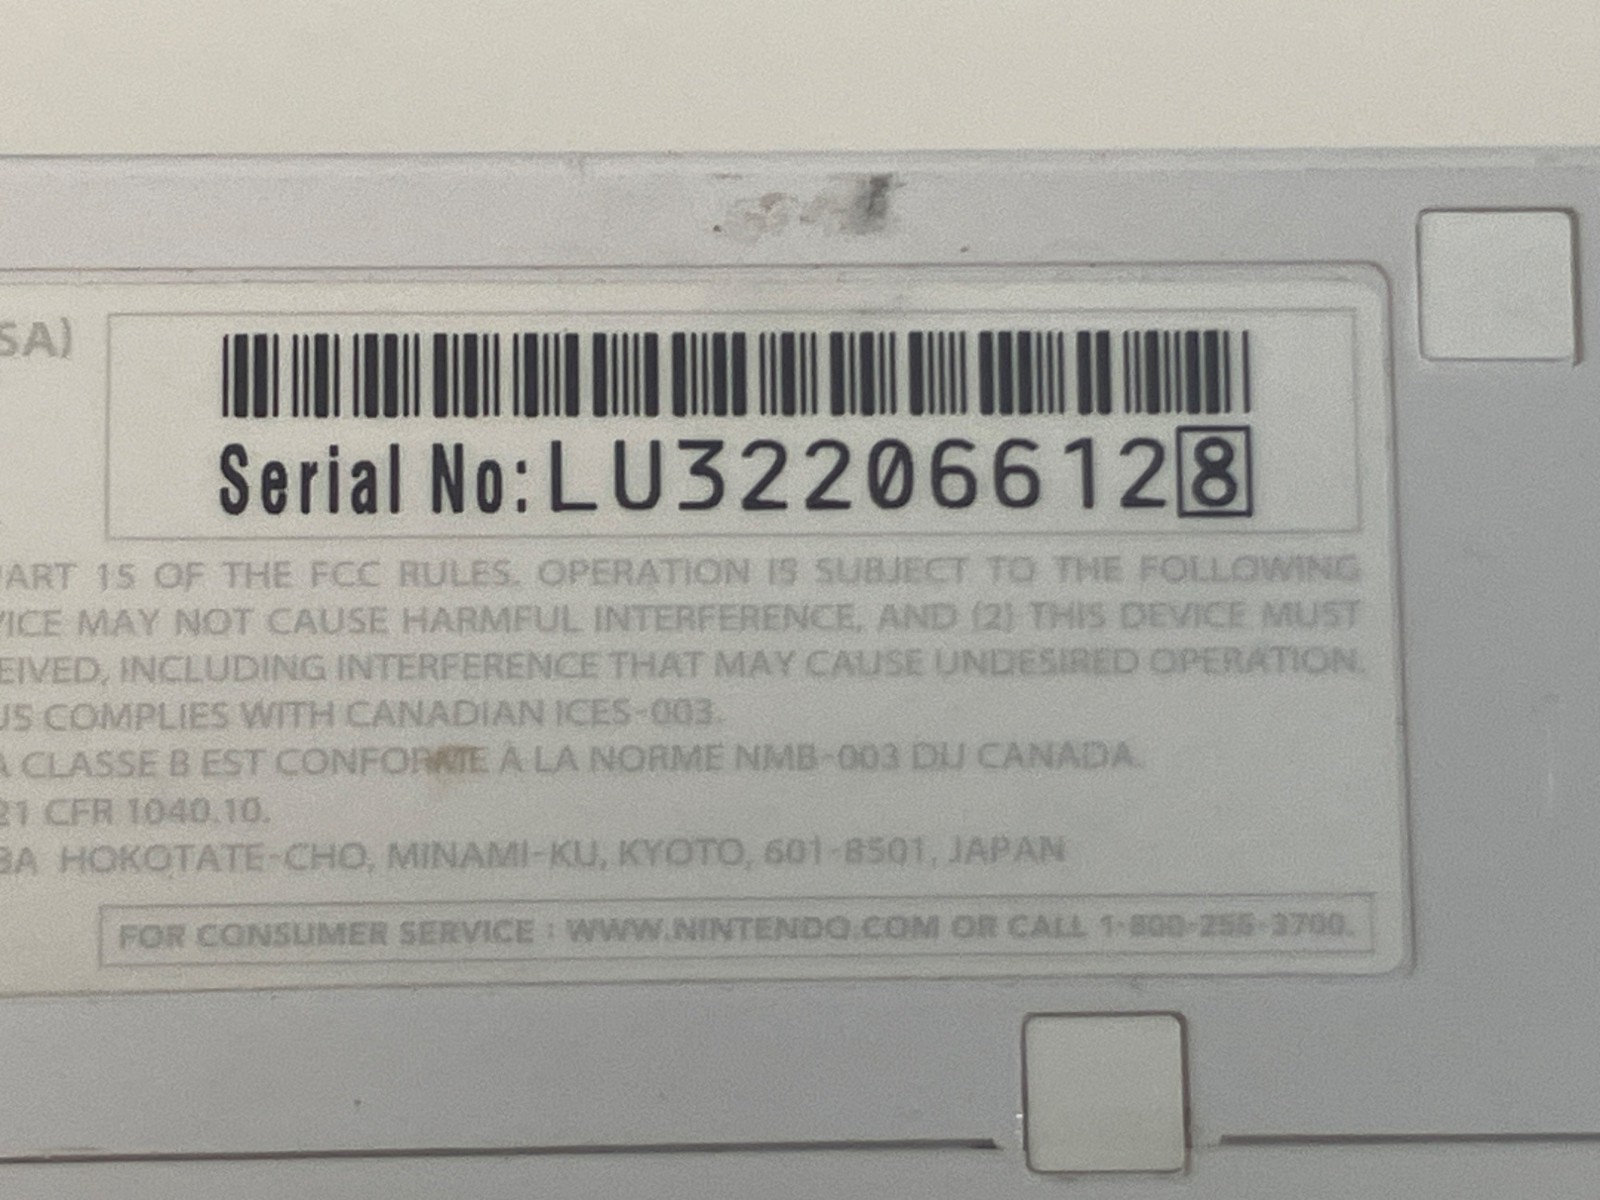 SA)
Serial No:LU322066128
PART 15 OF THE FCC RULES. OPERATION IS SUBJECT TO THE FOLLOWING
VICE MAY NOT CAUSE HARMFUL INTERFERENCE, AND (2) THIS DEVICE MUST
EIVED, INCLUDING INTERFERENCE THAT MAY CAUSE UNDESIRED OPERATION.
US COMPLIES WITH CANADIAN ICES-003.
A CLASSE B EST CONFORME À LA NORME NMB-003 DU CANADA.
21 CFR 1040.10.
BA HOKOTATE-CHO, MINAMI-KU, KYOTO, 601-8501, JAPAN
FOR CONSUMER SERVICE : WWW.NINTENDO.COM OR CALL 1-800-255-3700.